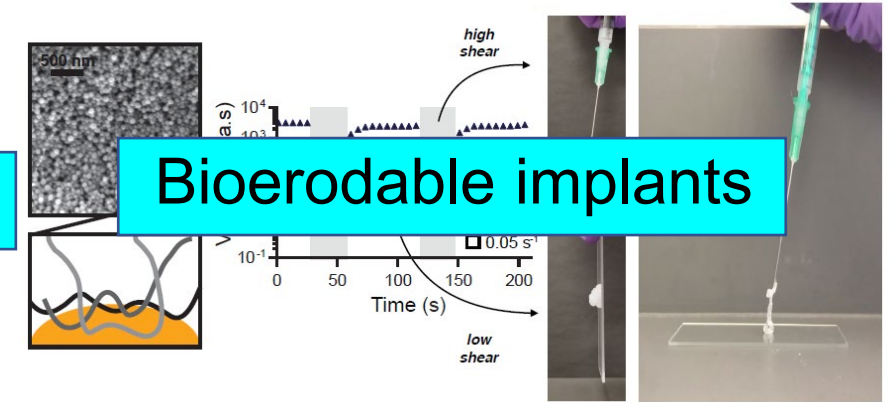 500 nm
high
shear
a.s)
10⁴
10³
Bioerodable implants
0.05 s⁻¹
10⁻¹
0
50
100
150
200
Time (s)
low
shear